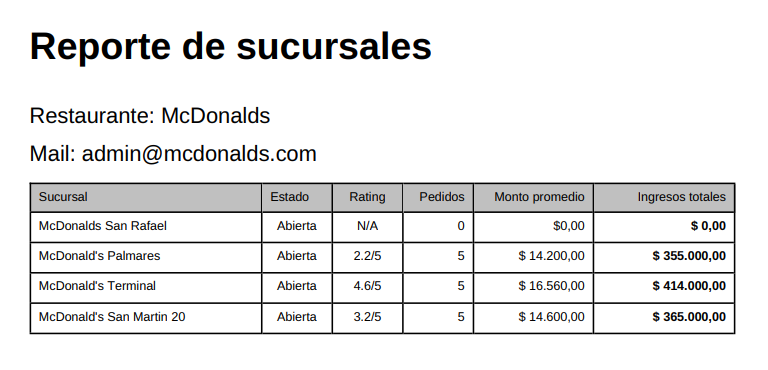 Reporte de sucursales
Restaurante: McDonalds
Mail: admin@mcdonalds.com
Sucursal Estado Rating Pedidos Monto promedio Ingresos totales
McDonalds San Rafael Abierta N/A 0 $0,00 $ 0,00
McDonald's Palmares Abierta 2.2/5 5 $ 14.200,00 $ 355.000,00
McDonald's Terminal Abierta 4.6/5 5 $ 16.560,00 $ 414.000,00
McDonald's San Martin 20 Abierta 3.2/5 5 $ 14.600,00 $ 365.000,00